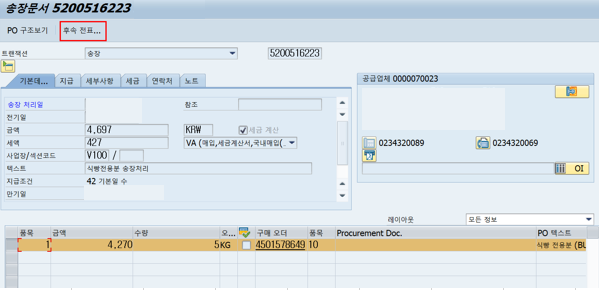 송장문서 5200516223
PO 구조보기 후속 전표...
트랜잭션 송장 5200516223
기본데... 지급 세부사항 세금 연락처 노트
공급업체 0000070023
송장 처리일 참조
전기일
금액 4,697 KRW 세금 계산
세액 427 VA (매입,세금계산서,국내매입(...
사업장/섹션코드 V100 /
텍스트 식빵전용분 송장처리
지급조건 42 기본일 수
만기일
0234320089 0234320069
OI
레이아웃 모든 정보
품목 금액 수량 오... 구매 오더 품목 Procurement Doc. PO 텍스트
1 4,270 5 KG 4501578649 10 식빵 전용분 (BU